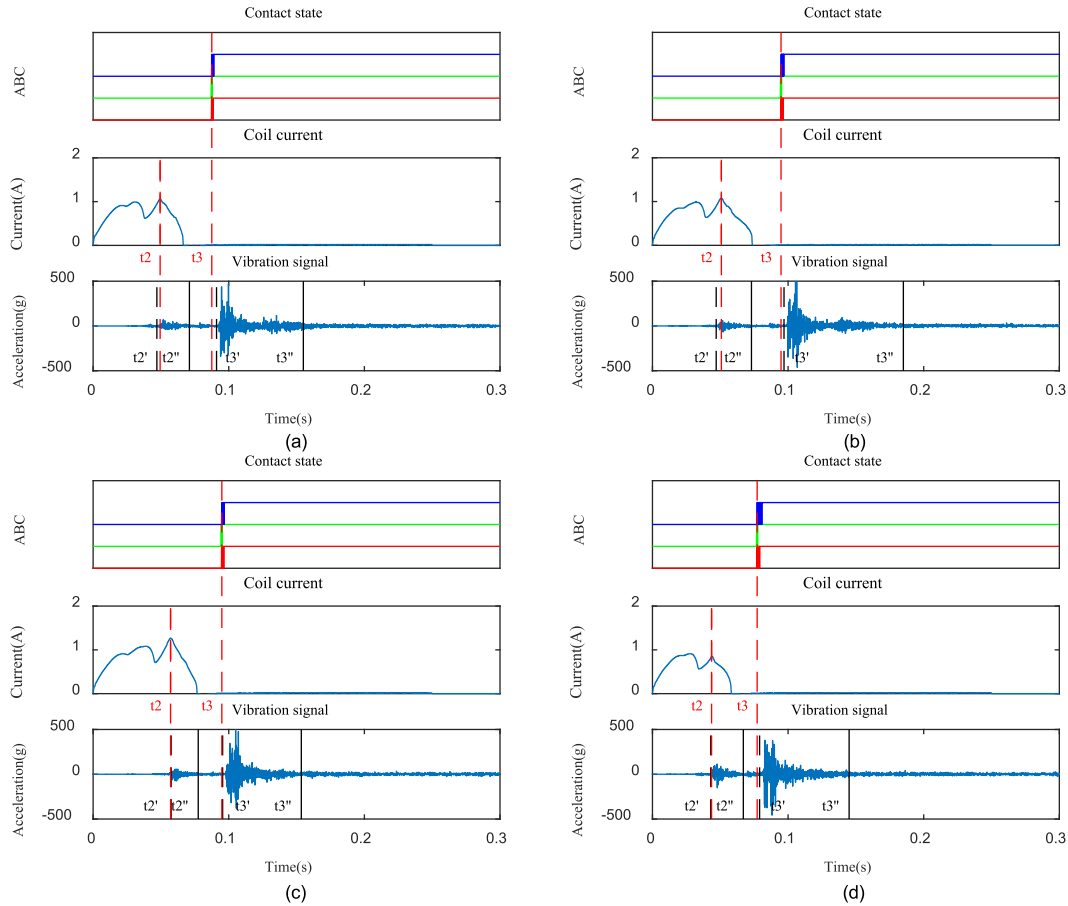 Contact state
ABC
Coil current
2
1
0
Current(A)
t2 t3
Vibration signal
500
0
-500
Acceleration(g)
t2' t2" t3' t3"
0 0.1 0.2 0.3
Time(s)
(a)
Contact state
ABC
Coil current
2
1
0
Current(A)
t2 t3
Vibration signal
500
0
-500
Acceleration(g)
t2' t2" t3' t3"
0 0.1 0.2 0.3
Time(s)
(b)
Contact state
ABC
Coil current
2
1
0
Current(A)
t2 t3
Vibration signal
500
0
-500
Acceleration(g)
t2' t2" t3' t3"
0 0.1 0.2 0.3
Time(s)
(c)
Contact state
ABC
Coil current
2
1
0
Current(A)
t2 t3
Vibration signal
500
0
-500
Acceleration(g)
t2' t2" t3' t3"
0 0.1 0.2 0.3
Time(s)
(d)